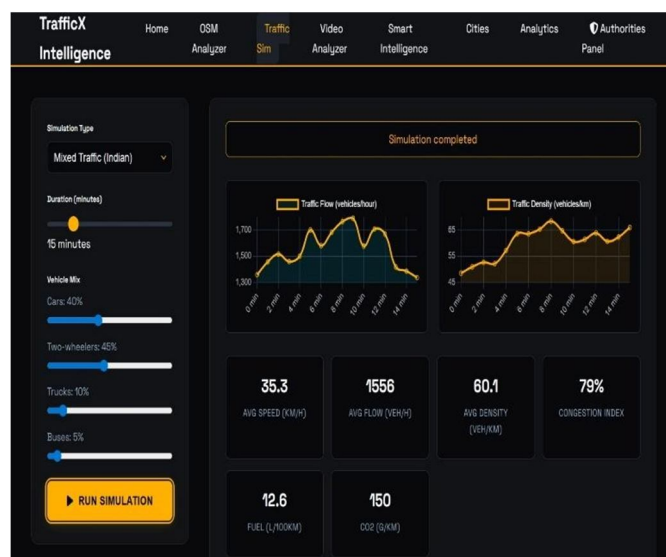 TrafficX
Intelligence
Home
OSM
Analyzer
Traffic
Sim
Video
Analyzer
Smart
Intelligence
Cities
Analytics
Authorities
Panel
Simulation Type
Mixed Traffic (Indian)
Duration (minutes)
15 minutes
Vehicle Mix
Cars: 40%
Two-wheelers: 45%
Trucks: 10%
Buses: 5%
RUN SIMULATION
Simulation completed
Traffic Flow (vehicles/hour)
1,700
1,500
1,300
0 min
2 min
4 min
6 min
8 min
10 min
12 min
14 min
Traffic Density (vehicles/km)
65
55
45
0 min
2 min
4 min
6 min
8 min
10 min
12 min
14 min
35.3
AVG SPEED (KM/H)
1556
AVG FLOW (VEH/H)
60.1
AVG DENSITY
(VEH/KM)
79%
CONGESTION INDEX
12.6
FUEL (L/100KM)
150
CO2 (G/KM)